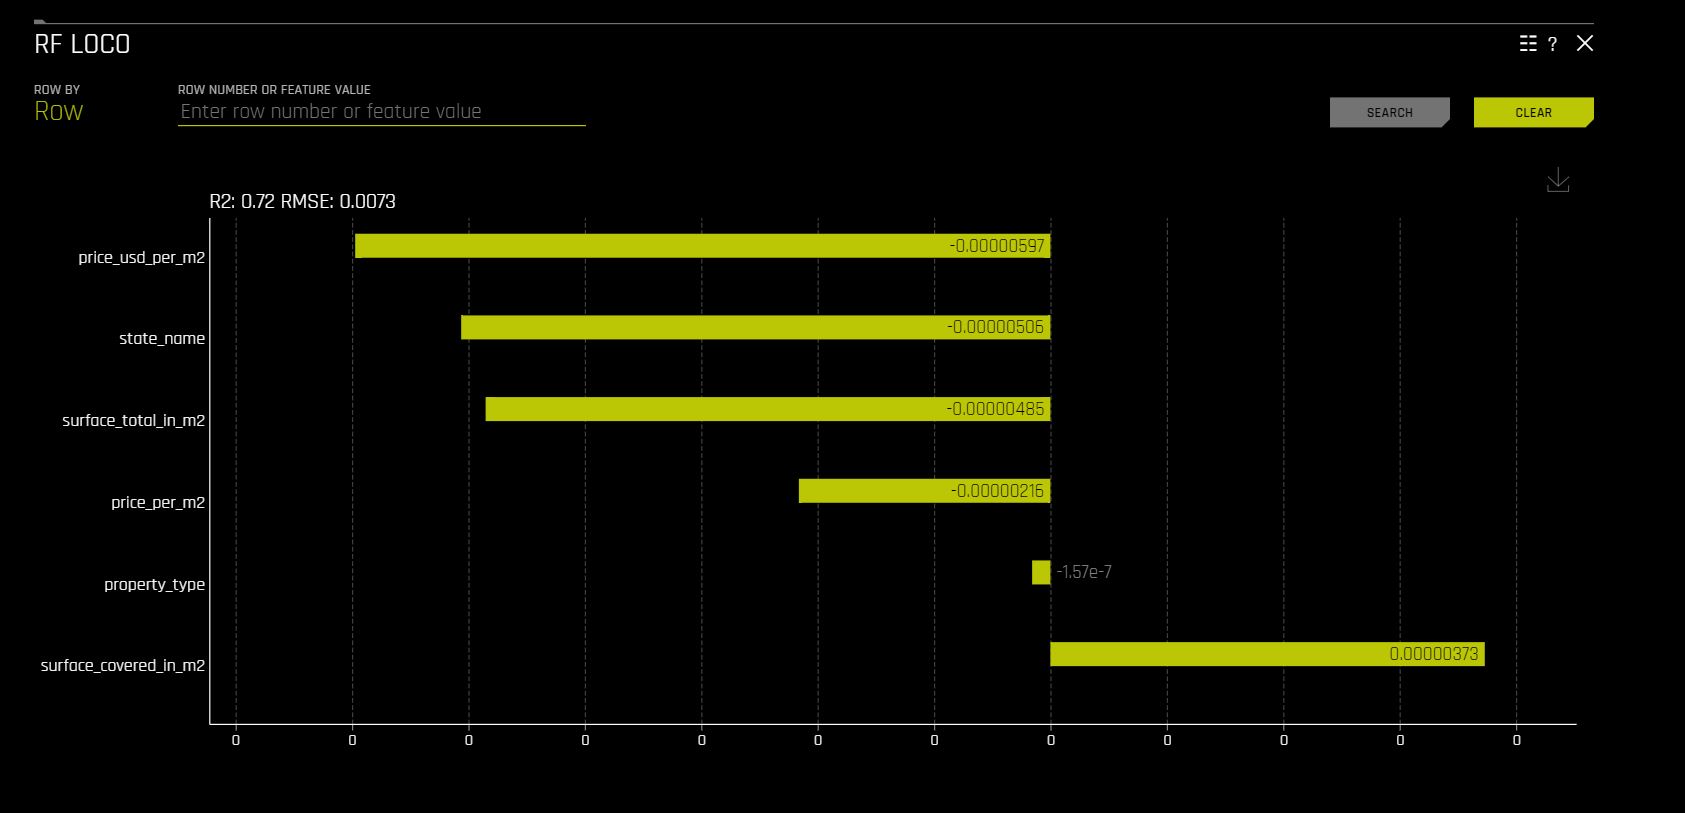 RF LOCO
?
ROW BY
Row
ROW NUMBER OR FEATURE VALUE
Enter row number or feature value
SEARCH
CLEAR
R2: 0.72 RMSE: 0.0073
price_usd_per_m2
-0.00000597
state_name
-0.00000506
surface_total_in_m2
-0.00000485
price_per_m2
-0.00000216
property_type
-1.57e-7
surface_covered_in_m2
0.00000373
0 0 0 0 0 0 0 0 0 0 0 0